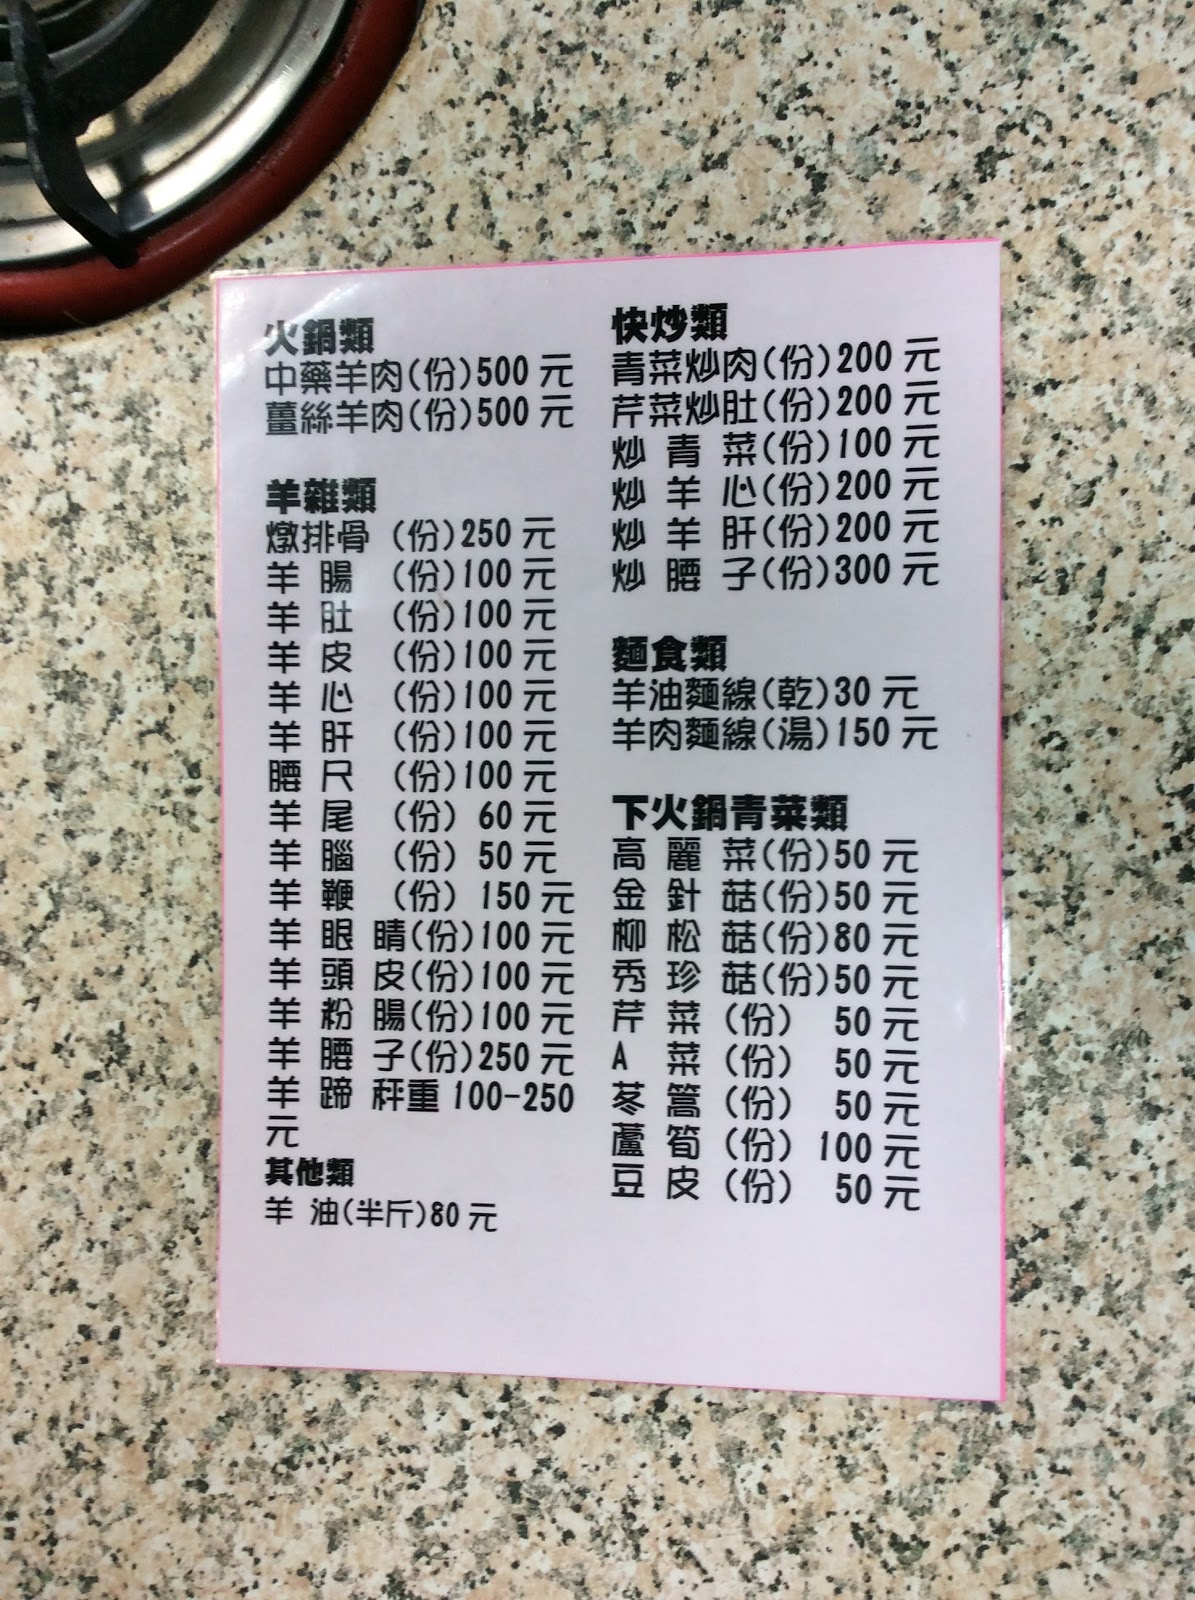 火鍋類
中藥羊肉(份)500元
薑絲羊肉(份)500元
羊雜類
燉排骨 (份)250元
羊 腸 (份)100元
羊 肚 (份)100元
羊 皮 (份)100元
羊 心 (份)100元
羊 肝 (份)100元
腰 尺 (份)100元
羊 尾 (份) 60元
羊 腦 (份) 50元
羊 鞭 (份) 150元
羊 眼 睛(份)100元
羊 頭 皮(份)100元
羊 粉 腸(份)100元
羊 腰 子(份)250元
羊 蹄 秤重 100-250
元
其他類
羊 油(半斤)80元
快炒類
青菜炒肉(份)200元
芹菜炒肚(份)200元
炒 青 菜(份)100元
炒 羊 心(份)200元
炒 羊 肝(份)200元
炒 腰 子(份)300元
麵食類
羊油麵線(乾)30元
羊肉麵線(湯)150元
下火鍋青菜類
高 麗 菜(份)50元
金 針 菇(份)50元
柳 松 菇(份)80元
秀 珍 菇(份)50元
芹 菜 (份) 50元
A 菜 (份) 50元
苳 篙 (份) 50元
蘆 筍 (份) 100元
豆 皮 (份) 50元